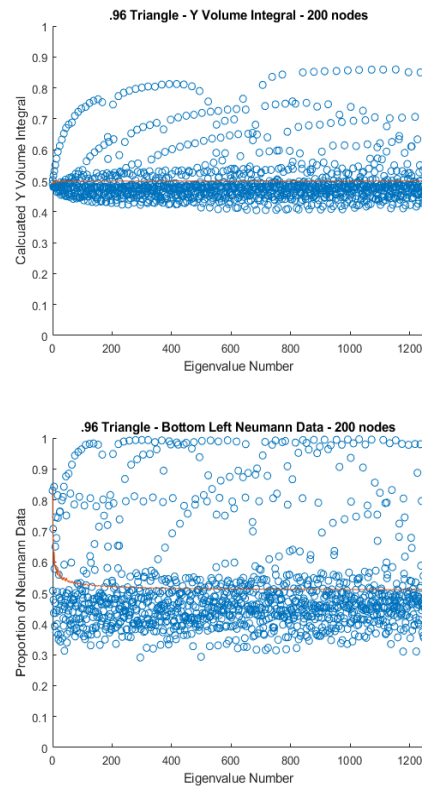 .96 Triangle - Y Volume Integral - 200 nodes
1
0.9
0.8
0.7
0.6
0.5
0.4
0.3
0.2
0.1
0
Calcuated Y Volume Integral
0 200 400 600 800 1000 1200
Eigenvalue Number
.96 Triangle - Bottom Left Neumann Data - 200 nodes
1
0.9
0.8
0.7
0.6
0.5
0.4
0.3
0.2
0.1
0
Proportion of Neumann Data
0 200 400 600 800 1000 1200
Eigenvalue Number